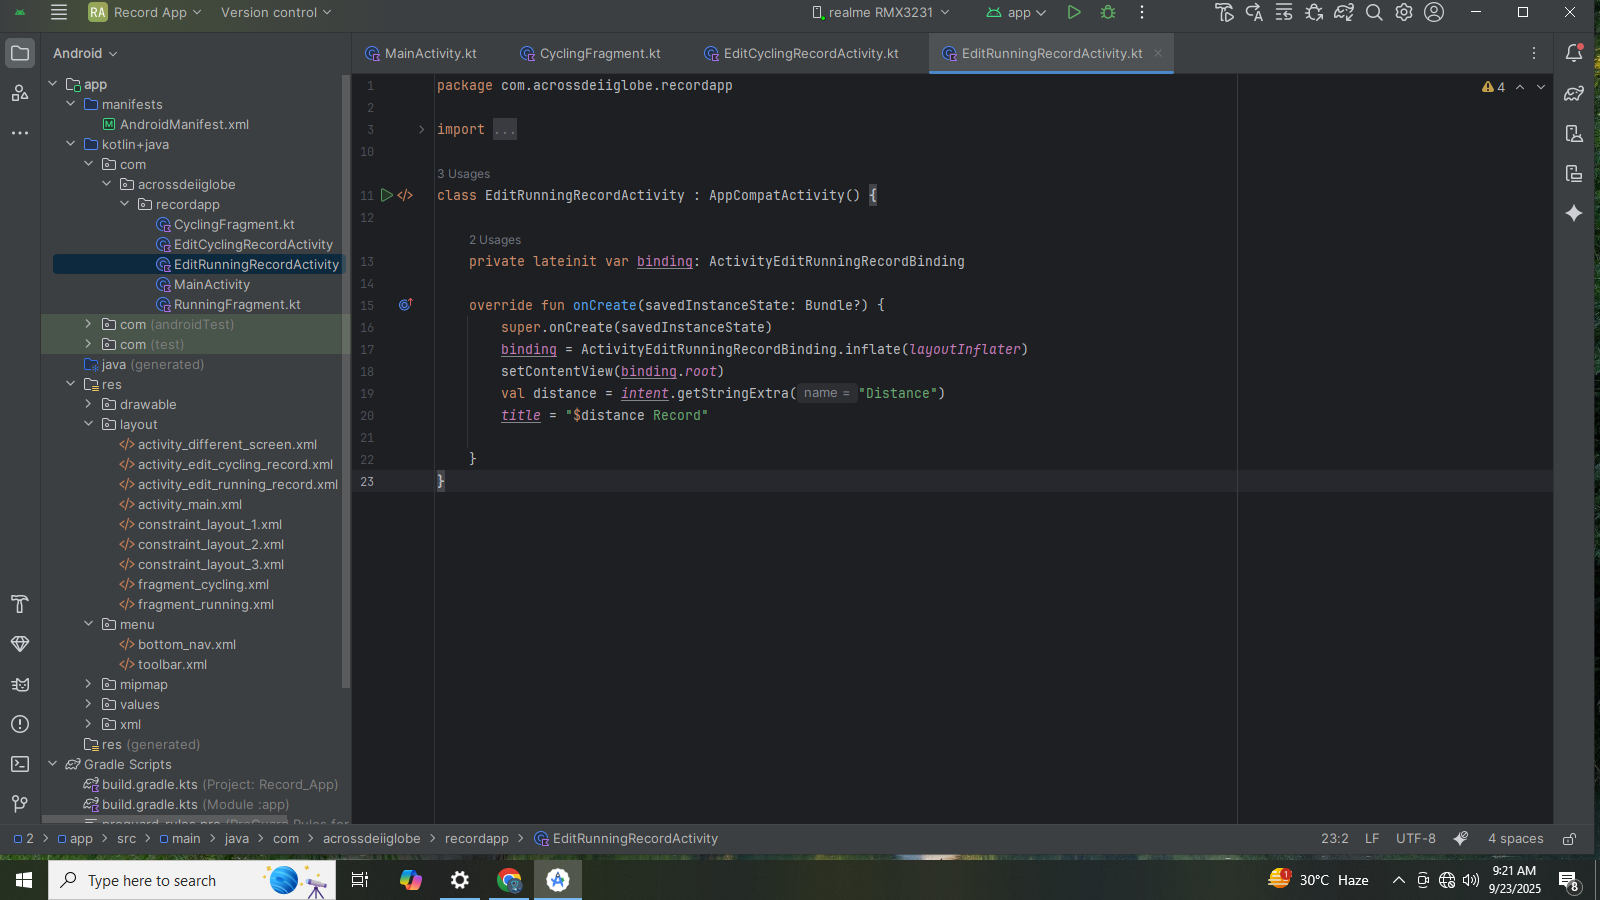 RA Record App Version control realme RMX3231 app
Android
MainActivity.kt CyclingFragment.kt EditCyclingRecordActivity.kt EditRunningRecordActivity.kt
app
manifests
M AndroidManifest.xml
kotlin+java
com
acrossdeiiglobe
recordapp
CyclingFragment.kt
EditCyclingRecordActivity
EditRunningRecordActivity
MainActivity
RunningFragment.kt
com (androidTest)
com (test)
java (generated)
res
drawable
layout
activity_different_screen.xml
activity_edit_cycling_record.xml
activity_edit_running_record.xml
activity_main.xml
constraint_layout_1.xml
constraint_layout_2.xml
constraint_layout_3.xml
fragment_cycling.xml
fragment_running.xml
menu
bottom_nav.xml
toolbar.xml
mipmap
values
xml
res (generated)
Gradle Scripts
build.gradle.kts (Project: Record_App)
build.gradle.kts (Module :app)
1 package com.acrossdeiiglobe.recordapp
4
2
3 import ...
10
3 Usages
11 class EditRunningRecordActivity : AppCompatActivity() {
12
2 Usages
13 private lateinit var binding: ActivityEditRunningRecordBinding
14
15 override fun onCreate(savedInstanceState: Bundle?) {
16 super.onCreate(savedInstanceState)
17 binding = ActivityEditRunningRecordBinding.inflate(layoutInflater)
18 setContentView(binding.root)
19 val distance = intent.getStringExtra( name = "Distance")
20 title = "$distance Record"
21
22 }
23 }
2 app src main java com acrossdeiiglobe recordapp EditRunningRecordActivity 23:2 LF UTF-8 4 spaces
Type here to search
1 30°C Haze
9:21 AM
9/23/2025
8